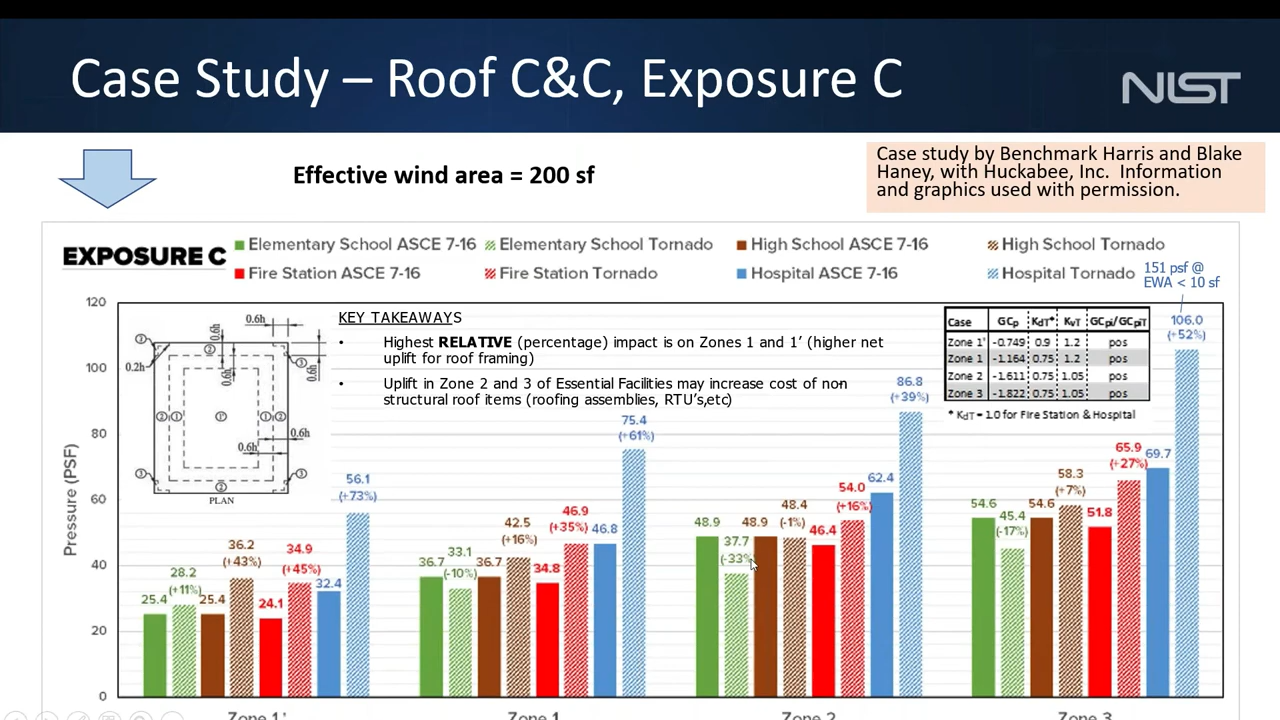 Case Study – Roof C&C, Exposure C
NIST
Effective wind area = 200 sf
Case study by Benchmark Harris and Blake
Haney, with Huckabee, Inc. Information
and graphics used with permission.
EXPOSURE C
Elementary School ASCE 7-16
Elementary School Tornado
High School ASCE 7-16
High School Tornado
Fire Station ASCE 7-16
Fire Station Tornado
Hospital ASCE 7-16
Hospital Tornado
151 psf @
EWA < 10 sf
Pressure (PSF)
120
100
80
60
40
20
0
0.6h
0.6h
0.6h
0.6h
0.2h
0.6h
0.6h
3
2
3
2
1
1'
1
2
3
2
3
PLAN
KEY TAKEAWAYS
• Highest RELATIVE (percentage) impact is on Zones 1 and 1’ (higher net
uplift for roof framing)
• Uplift in Zone 2 and 3 of Essential Facilities may increase cost of non-
structural roof items (roofing assemblies, RTU’s,etc)
Case GCp KdT* KvT GCpi/GCpiT
Zone 1' -0.749 0.9 1.2 pos
Zone 1 -1.164 0.75 1.2 pos
Zone 2 -1.611 0.75 1.05 pos
Zone 3 -1.822 0.75 1.05 pos
* KdT = 1.0 for Fire Station & Hospital
25.4
28.2
(+11%)
25.4
36.2
(+43%)
24.1
34.9
(+45%)
32.4
56.1
(+73%)
36.7
33.1
(-10%)
36.7
42.5
(+16%)
34.8
46.9
(+35%)
46.8
75.4
(+61%)
48.9
37.7
(-33%)
48.9
48.4
(-1%)
46.4
54.0
(+16%)
62.4
86.8
(+39%)
54.6
45.4
(-17%)
54.6
58.3
(+7%)
51.8
65.9
(+27%)
69.7
106.0
(+52%)
Zone 1'
Zone 1
Zone 2
Zone 3